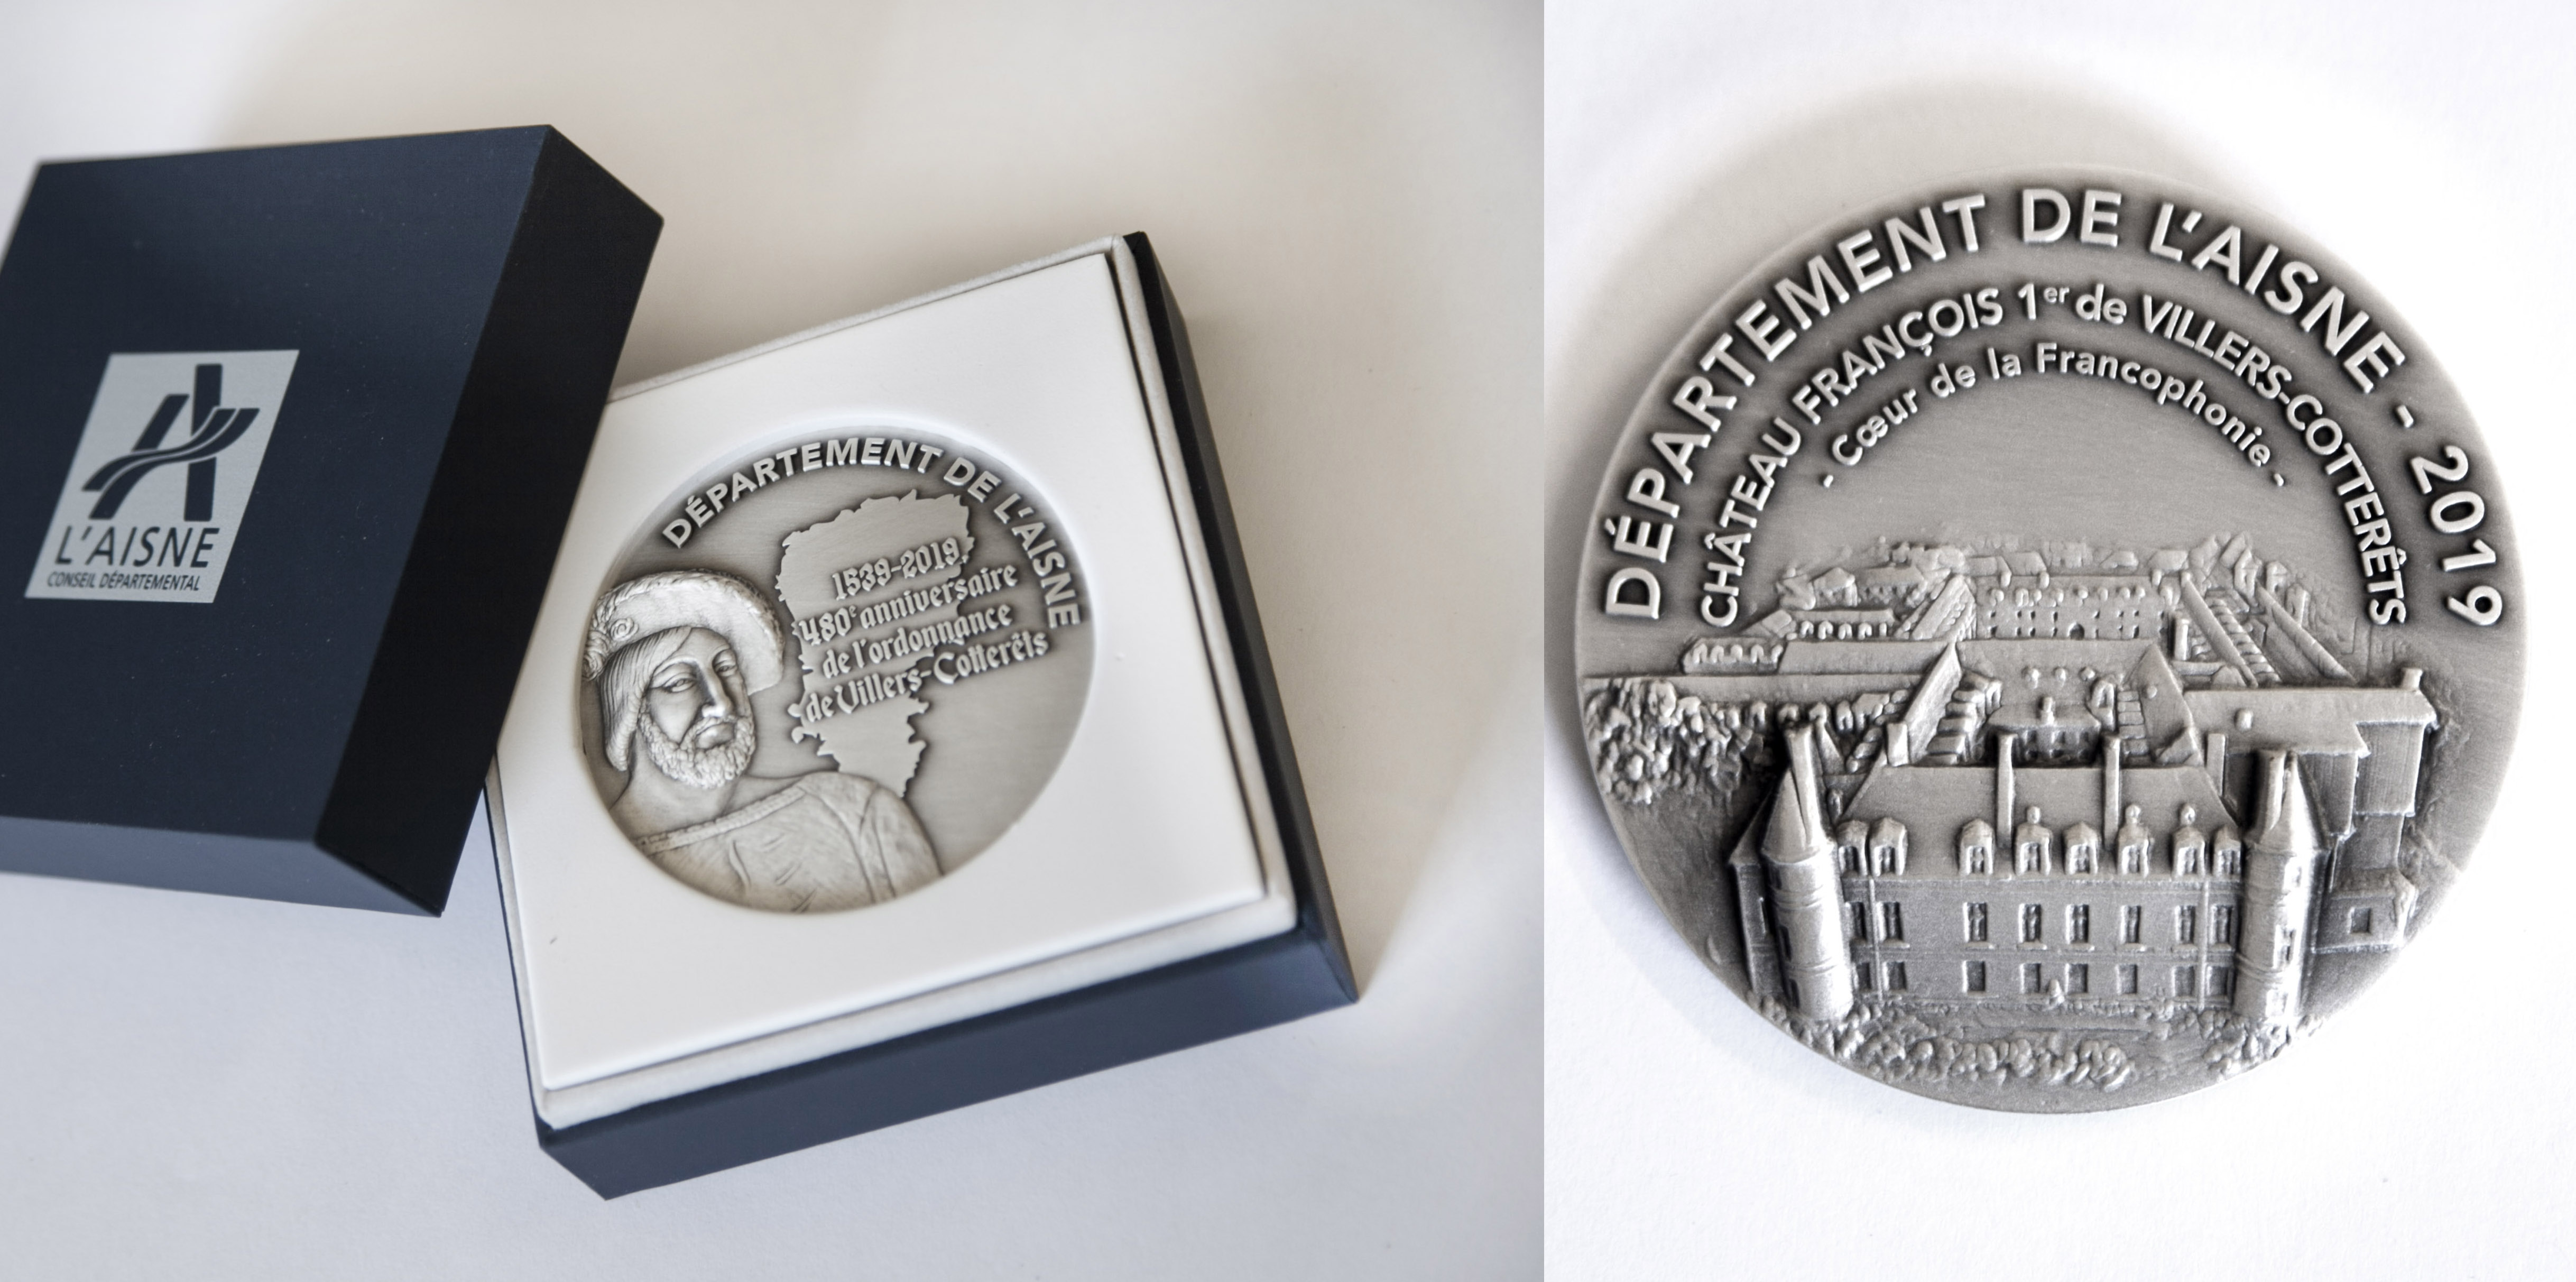 L'AISNE
CONSEIL DÉPARTEMENTAL
DÉPARTEMENT DE L'AISNE
1539-2019,
480e anniversaire
de l'ordonnance
de Villers-Cotterêts
DÉPARTEMENT DE L'AISNE - 2019
CHÂTEAU FRANÇOIS 1er de VILLERS-COTTERÊTS
- Cœur de la Francophonie -